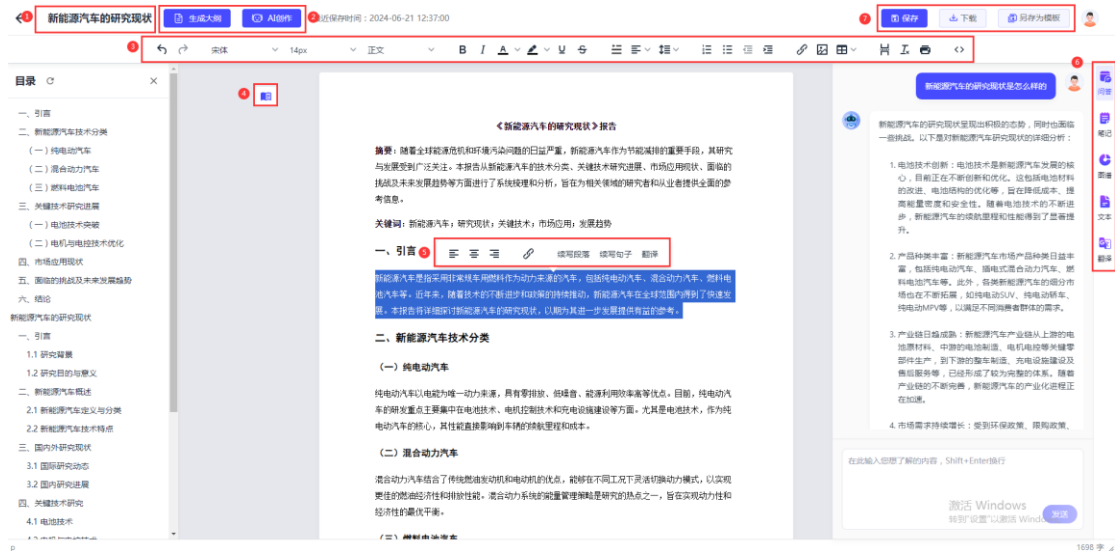 1 新能源汽车的研究现状 生成大纲 AI创作 2 近保存时间：2024-06-21 12:37:00 7 保存 下载 另存为模板
3 宋体 14px 正文 B I A U S
6
目录
一、引言
二、新能源汽车技术分类
（一）纯电动汽车
（二）混合动力汽车
（三）燃料电池汽车
三、关键技术研究进展
（一）电池技术突破
（二）电机与电控技术优化
四、市场应用现状
五、面临的挑战及未来发展趋势
六、结论
新能源汽车的研究现状
一、引言
1.1 研究背景
1.2 研究目的与意义
二、新能源汽车概述
2.1 新能源汽车定义与分类
2.2 新能源汽车技术特点
三、国内外研究现状
3.1 国际研究动态
3.2 国内研究进展
四、关键技术研究
4.1 电池技术
4
《新能源汽车的研究现状》报告
摘要：随着全球能源危机和环境污染问题的日益严重，新能源汽车作为节能减排的重要手段，其研究
与发展受到广泛关注。本报告从新能源汽车的技术分类、关键技术研究进展、市场应用现状、面临的
挑战及未来发展趋势等方面进行了系统梳理和分析，旨在为相关领域的研究者和从业者提供全面的参
考信息。
关键词：新能源汽车；研究现状；关键技术；市场应用；发展趋势
一、引言
5 续写段落 续写句子 翻译
新能源汽车是指采用非常规车用燃料作为动力来源的汽车，包括纯电动汽车、混合动力汽车、燃料电
池汽车等。近年来，随着技术的不断进步和政策的持续推动，新能源汽车在全球范围内得到了快速发
展。本报告将详细探讨新能源汽车的研究现状，以期为其进一步发展提供有益的参考。
二、新能源汽车技术分类
（一）纯电动汽车
纯电动汽车以电能为唯一动力来源，具有零排放、低噪音、能源利用效率高等优点。目前，纯电动汽
车的研发重点主要集中在电池技术、电机控制技术和充电设施建设等方面。尤其是电池技术，作为纯
电动汽车的核心，其性能直接影响到车辆的续航里程和成本。
（二）混合动力汽车
混合动力汽车结合了传统燃油发动机和电动机的优点，能够在不同工况下灵活切换动力模式，以实现
更佳的燃油经济性和排放性能。混合动力系统的能量管理策略是研究的热点之一，旨在实现动力性和
经济性的最优平衡。
（三）燃料电池汽车
新能源汽车的研究现状是怎么样的
新能源汽车的研究现状呈现出积极的态势，同时也面临
一些挑战。以下是对新能源汽车研究现状的详细分析：
1. 电池技术创新：电池技术是新能源汽车发展的核
心，目前正在不断创新和优化。这包括电池材料
的改进、电池结构的优化等，旨在降低成本、提
高能量密度和安全性。随着电池技术的不断进
步，新能源汽车的续航里程和性能得到了显著提
升。
2. 产品种类丰富：新能源汽车市场产品种类日益丰
富，包括纯电动汽车、插电式混合动力汽车、燃
料电池汽车等。此外，各类新能源汽车的细分市
场也在不断拓展，如纯电动SUV、纯电动轿车、
纯电动MPV等，以满足不同消费者群体的需求。
3. 产业链日趋成熟：新能源汽车产业链从上游的电
池原材料、中游的电池制造、电机电控等关键零
部件生产，到下游的整车制造、充电设施建设及
售后服务等，已经形成了较为完整的体系。随着
产业链的不断完善，新能源汽车的产业化进程正
在加速。
4. 市场需求持续增长：受到环保政策、限购政策、
在此输入您想了解的内容，Shift+Enter换行
激活 Windows
转到"设置"以激活 Wind
发送
问答
笔记
图谱
文本
翻译
p
1698 字